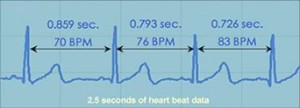 0.859 sec. 0.793 sec. 0.726 sec.
70 BPM 76 BPM 83 BPM
2.5 seconds of heart beat data